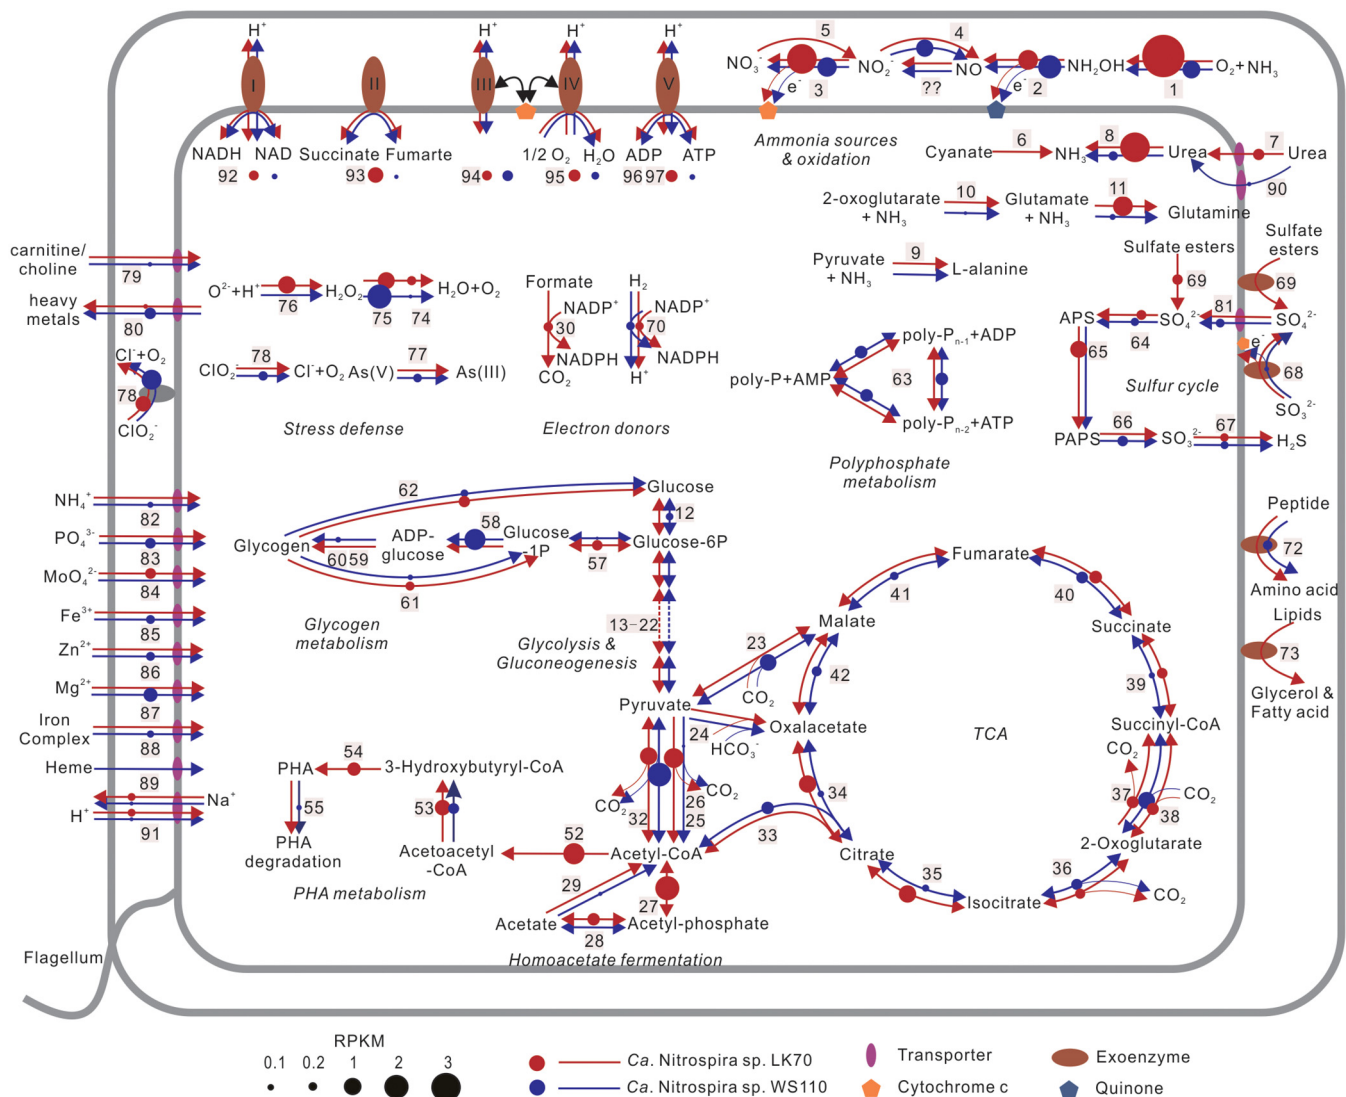 H⁺ H⁺ H⁺ H⁺
I II III IV V
NADH NAD Succinate Fumarte 1/2 O₂ H₂O ADP ATP
92 93 94 95 96 97
5 4
NO₃⁻ NO₂⁻ NO NH₂OH O₂+NH₃
e⁻ 3 ?? e⁻ 2 1
Ammonia sources
& oxidation
Cyanate 6 NH₃ 8 Urea 7 Urea
90
10 11
2-oxoglutarate
+ NH₃
Glutamate
+ NH₃
Glutamine
Pyruvate
+ NH₃
9
L-alanine
Sulfate esters
69
Sulfate
esters
69
APS 64 SO₄²⁻ 81 SO₄²⁻
65
e⁻
68
Sulfur cycle
SO₃²⁻
PAPS 66 SO₃²⁻ 67 H₂S
carnitine/
choline
79
heavy
metals
80
Cl⁻+O₂
78
ClO₂⁻
O²⁻+H⁺ 76 H₂O₂ 75 74 H₂O+O₂
ClO₂⁻ 78 Cl⁻+O₂ As(V) 77 As(III)
Stress defense
Formate H₂
NADP⁺ NADP⁺
30 70
NADPH NADPH
CO₂ H⁺
Electron donors
poly-Pₙ₋₁+ADP
poly-P+AMP 63
poly-Pₙ₋₂+ATP
Polyphosphate
metabolism
NH₄⁺
82
PO₄³⁻
83
MoO₄²⁻
84
Fe³⁺
85
Zn²⁺
86
Mg²⁺
87
Iron
Complex
88
Heme
89
Na⁺
H⁺
91
62
Glucose
12
Glycogen
60 59
ADP-
glucose
58
Glucose
-1P
57
Glucose-6P
61
Glycogen
metabolism
13-22
Glycolysis &
Gluconeogenesis
Pyruvate
23
CO₂
24
HCO₃⁻
CO₂ CO₂
32 26
25
PHA 54 3-Hydroxybutyryl-CoA
55 53
PHA
degradation
Acetoacetyl
-CoA
52
Acetyl-CoA
PHA metabolism
29
27
Acetate Acetyl-phosphate
28
Homoacetate fermentation
Fumarate
41 40
Malate Succinate
42 39
Oxalacetate TCA Succinyl-CoA
CO₂
37 CO₂
38
34
33
2-Oxoglutarate
Citrate
35 36
CO₂
Isocitrate
Peptide
72
Amino acid
Lipids
73
Glycerol &
Fatty acid
Flagellum
RPKM
0.1 0.2 1 2 3
Ca. Nitrospira sp. LK70
Ca. Nitrospira sp. WS110
Transporter
Cytochrome c
Exoenzyme
Quinone